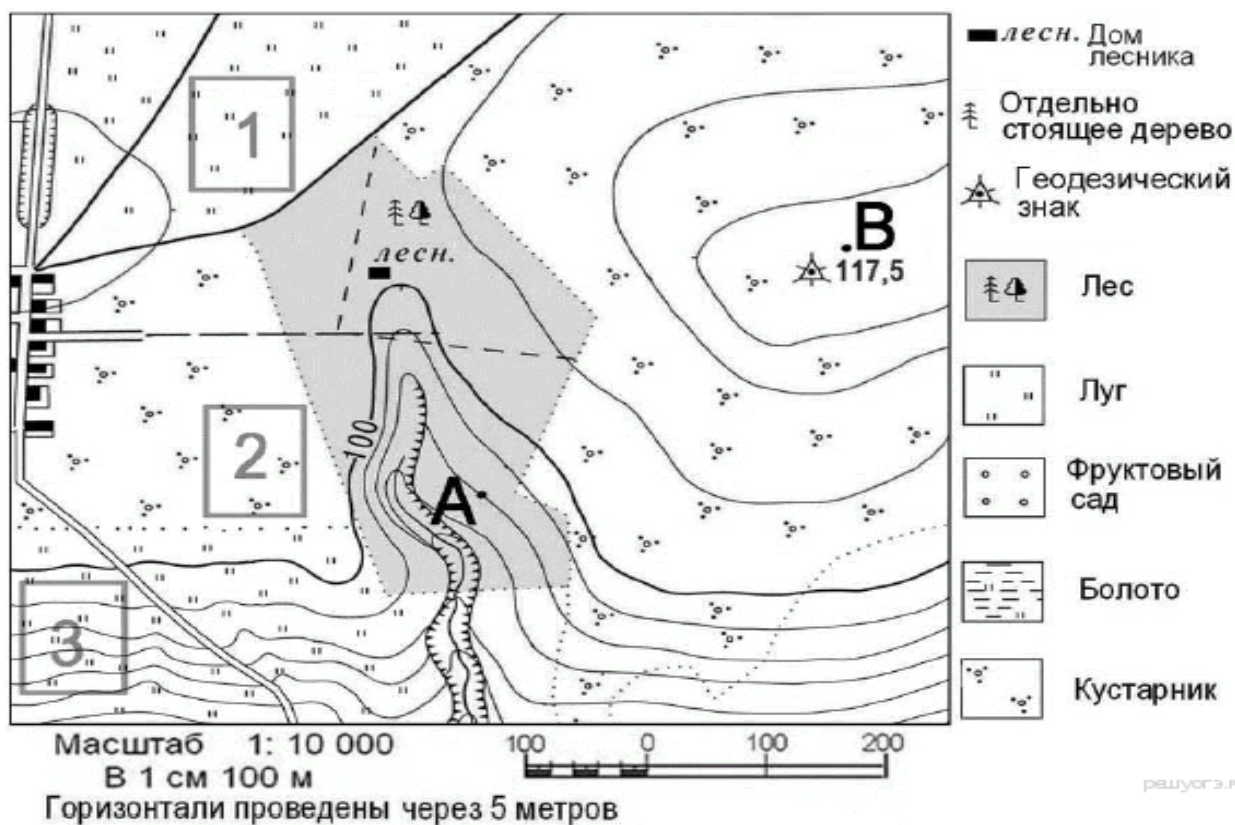 1
лесн.
В
117,5
100
2
А
3
лесн. Дом
лесника
Отдельно
стоящее дерево
Геодезический
знак
Лес
Луг
Фруктовый
сад
Болото
Кустарник
Масштаб 1: 10 000
В 1 см 100 м
Горизонтали проведены через 5 метров
100 0 100 200